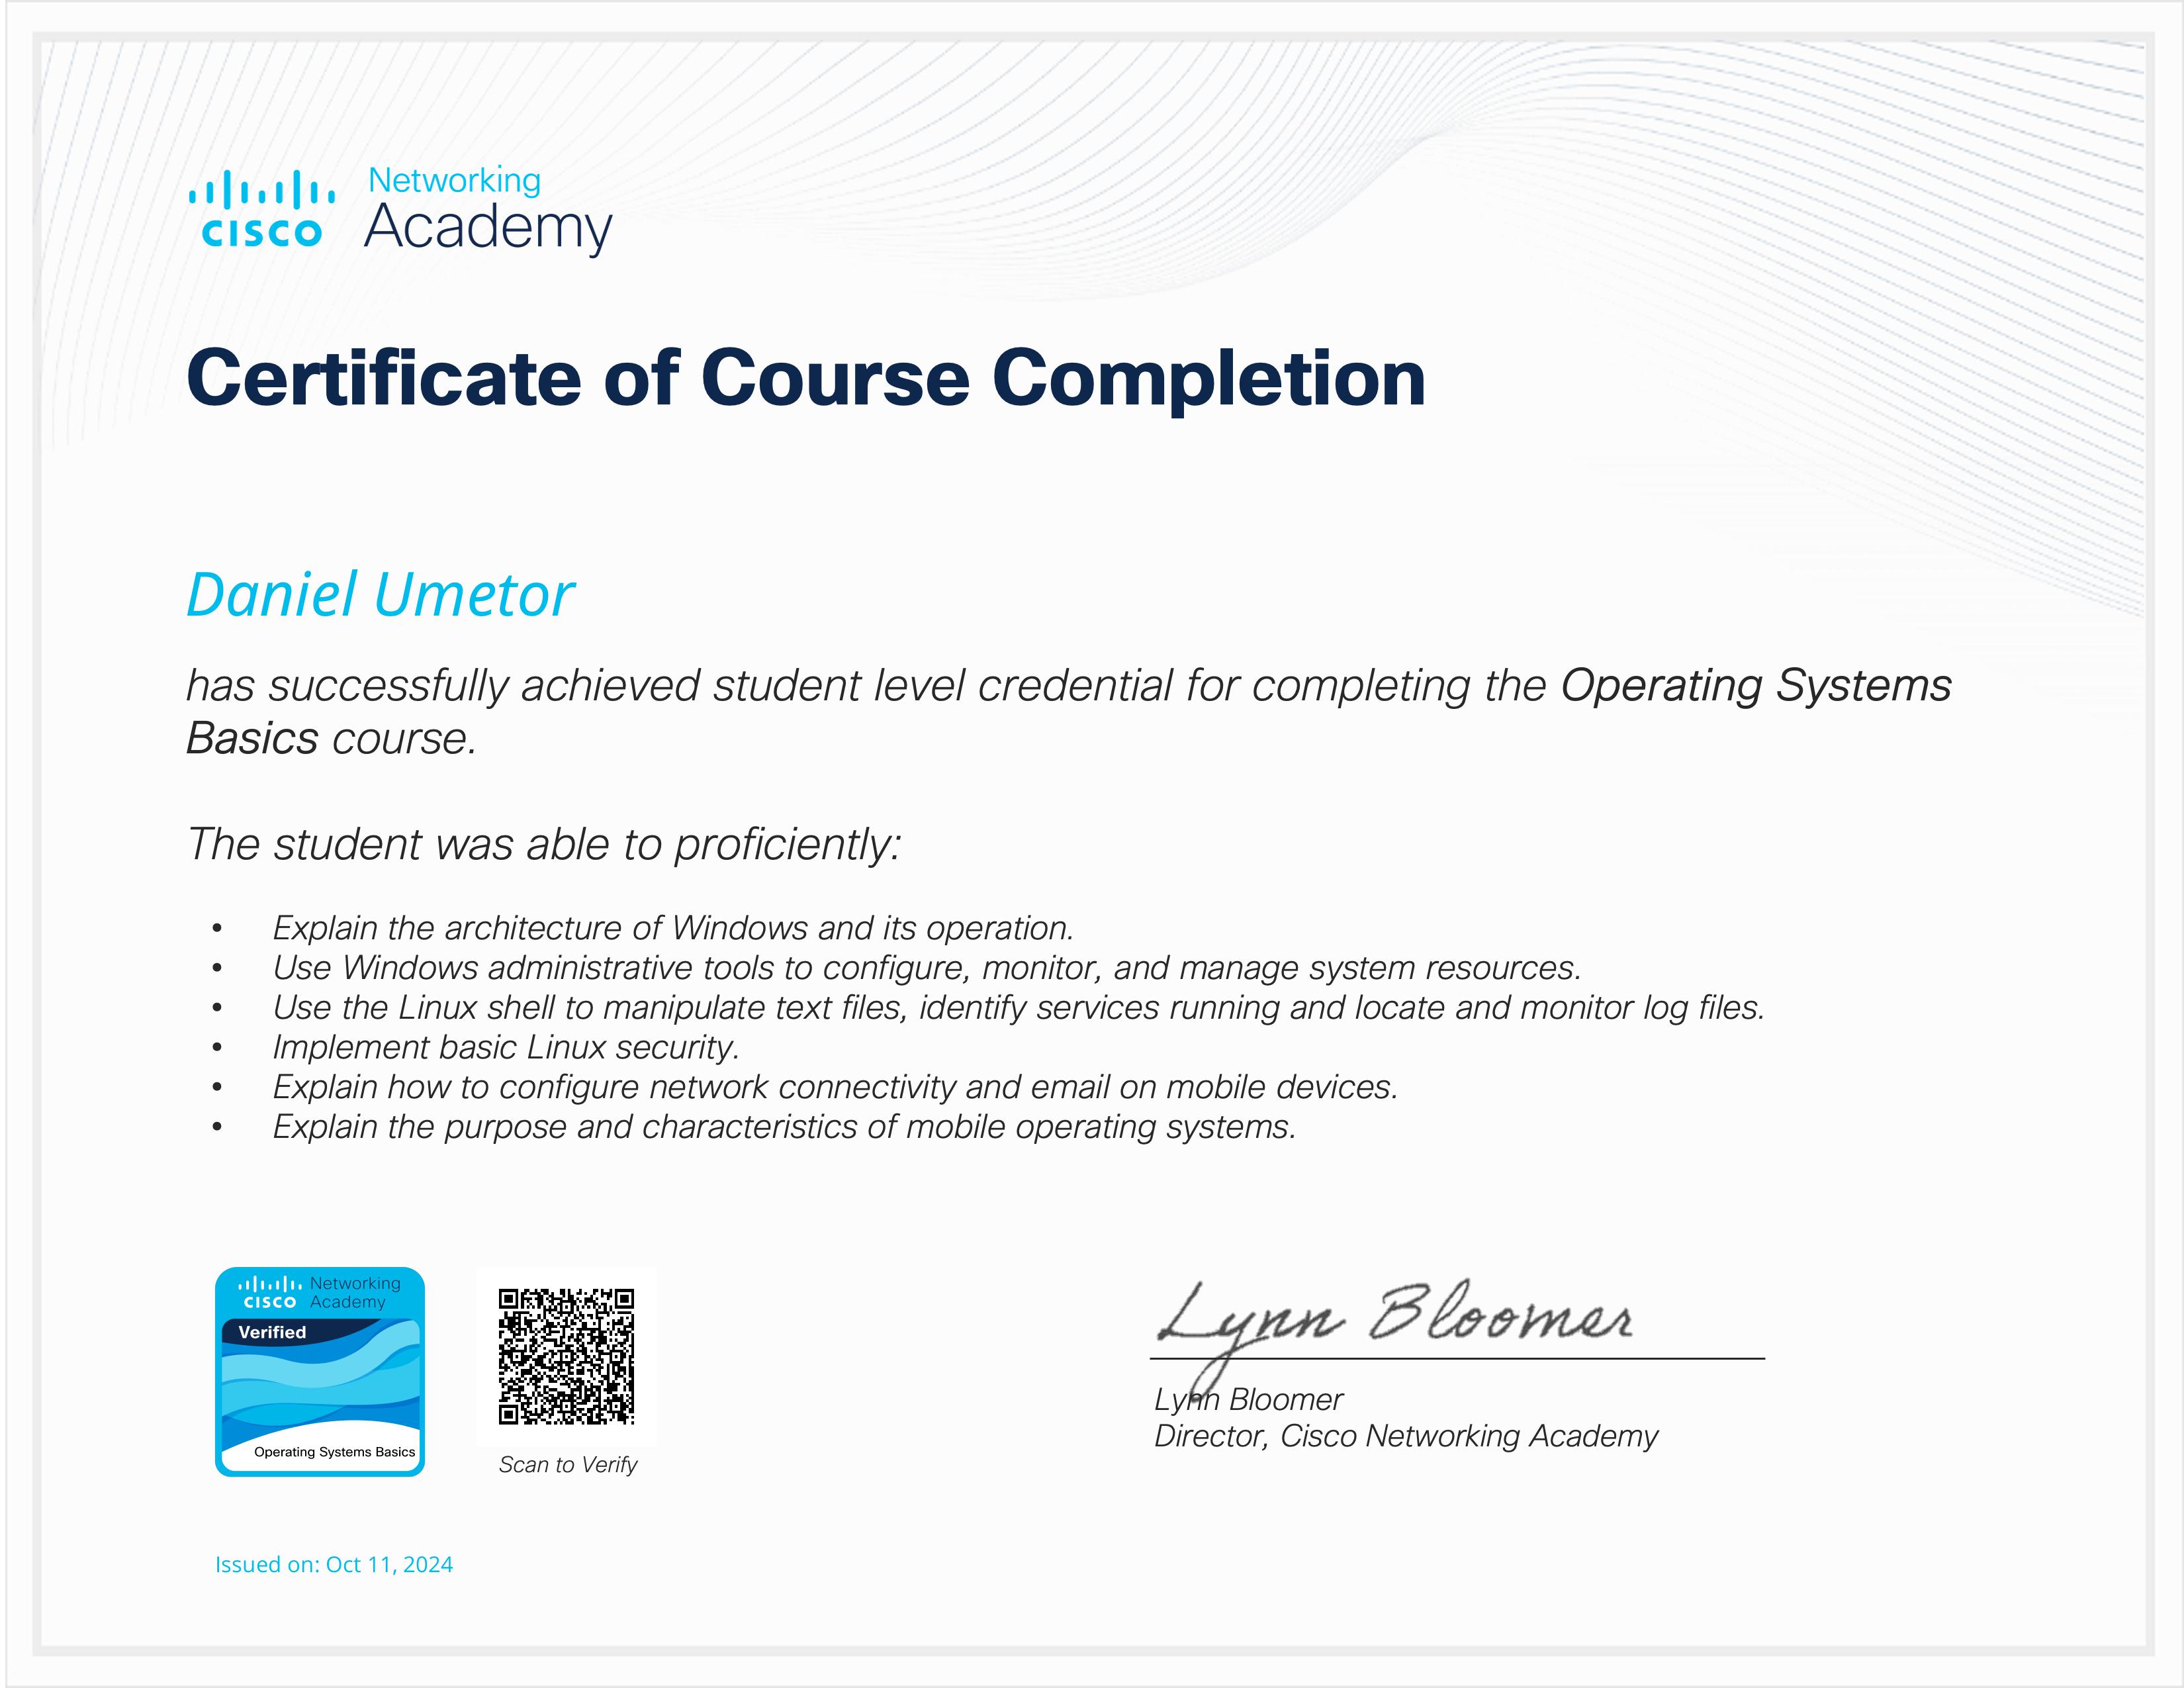 Networking
CISCO Academy
Certificate of Course Completion
Daniel Umetor
has successfully achieved student level credential for completing the Operating Systems
Basics course.
The student was able to proficiently:
• Explain the architecture of Windows and its operation.
• Use Windows administrative tools to configure, monitor, and manage system resources.
• Use the Linux shell to manipulate text files, identify services running and locate and monitor log files.
• Implement basic Linux security.
• Explain how to configure network connectivity and email on mobile devices.
• Explain the purpose and characteristics of mobile operating systems.
Networking
CISCO Academy
Verified
Operating Systems Basics
Scan to Verify
Lynn Bloomer
Lynn Bloomer
Director, Cisco Networking Academy
Issued on: Oct 11, 2024